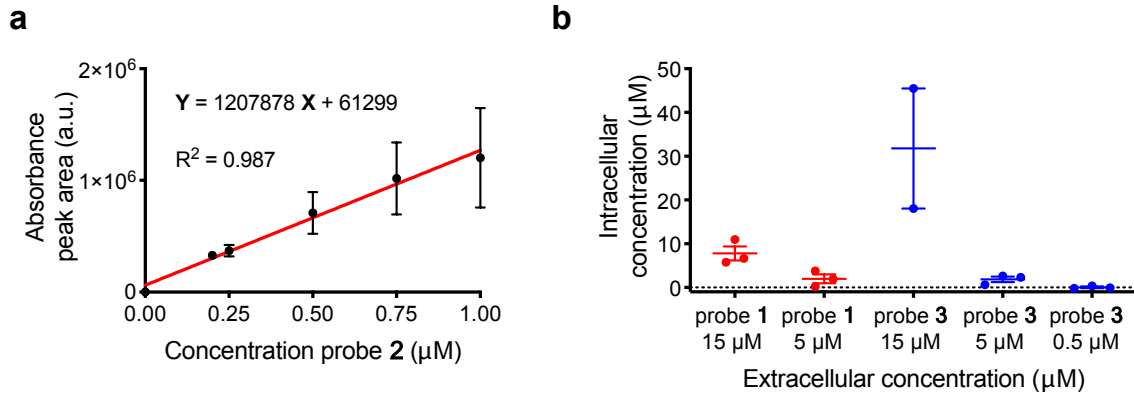 a
Absorbance
peak area (a.u.)
2×10⁶
1×10⁶
0
Y = 1207878 X + 61299
R² = 0.987
0.00 0.25 0.50 0.75 1.00
Concentration probe 2 (μM)
b
Intracellular
concentration (μM)
50
40
30
20
10
0
probe 1 probe 1 probe 3 probe 3 probe 3
15 μM 5 μM 15 μM 5 μM 0.5 μM
Extracellular concentration (μM)